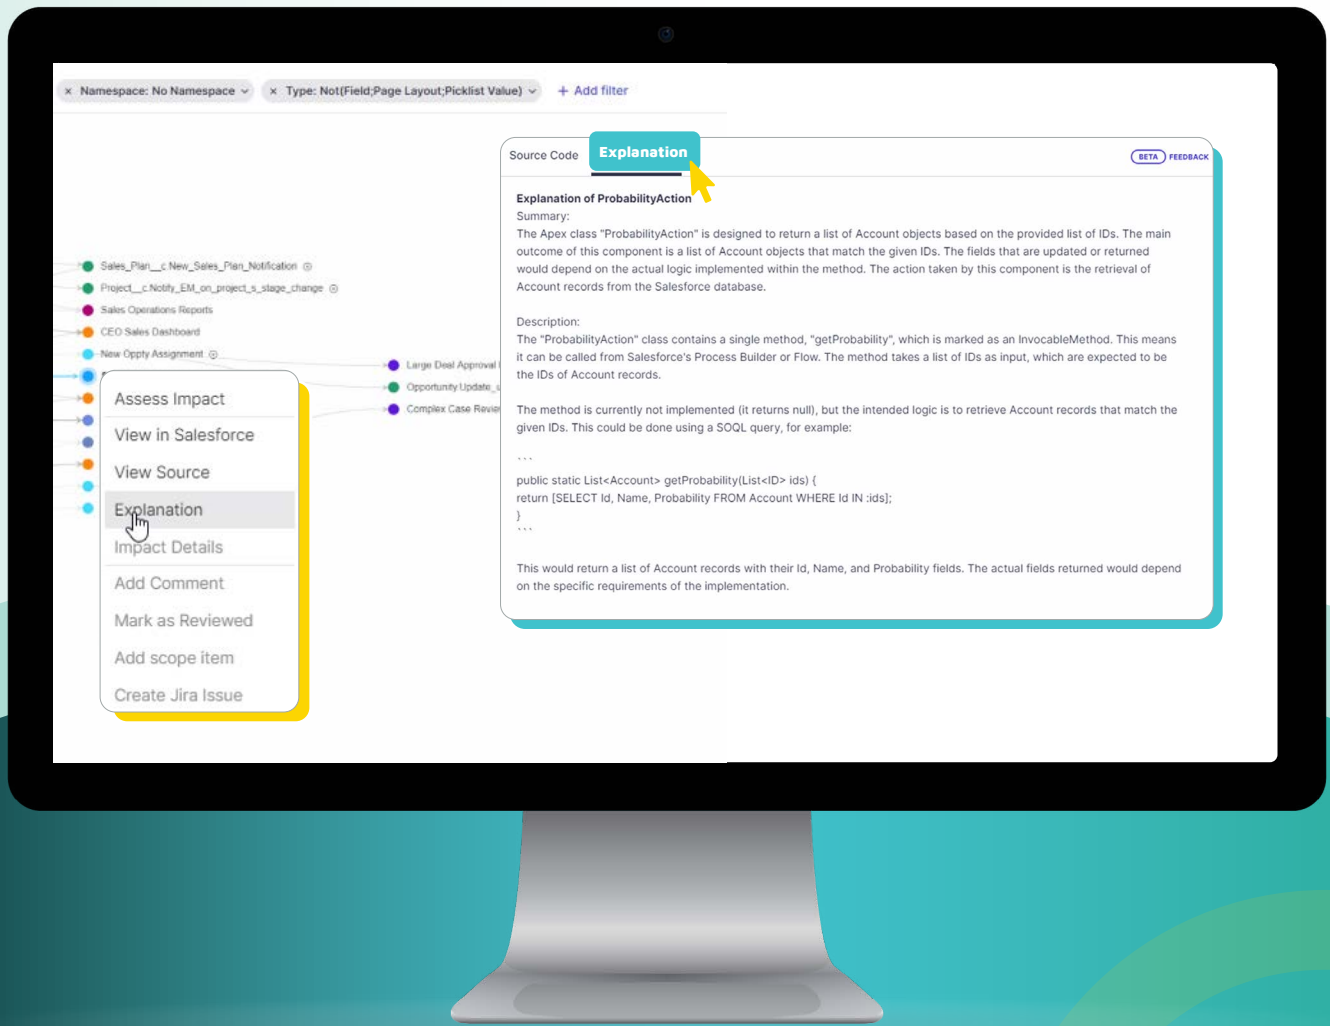 × Namespace: No Namespace
× Type: Not(Field;Page Layout;Picklist Value)
+ Add filter
Sales_Plan__c.New_Sales_Plan_Notification
Project__c.Notify_EM_on_project_s_stage_change
Sales Operations Reports
CEO Sales Dashboard
New Oppty Assignment
Large Deal Approval
Opportunity Update_
Complex Case Review
Assess Impact
View in Salesforce
View Source
Explanation
Impact Details
Add Comment
Mark as Reviewed
Add scope item
Create Jira Issue
Source Code
Explanation
BETA FEEDBACK
Explanation of ProbabilityAction
Summary:
The Apex class "ProbabilityAction" is designed to return a list of Account objects based on the provided list of IDs. The main
outcome of this component is a list of Account objects that match the given IDs. The fields that are updated or returned
would depend on the actual logic implemented within the method. The action taken by this component is the retrieval of
Account records from the Salesforce database.
Description:
The "ProbabilityAction" class contains a single method, "getProbability", which is marked as an InvocableMethod. This means
it can be called from Salesforce's Process Builder or Flow. The method takes a list of IDs as input, which are expected to be
the IDs of Account records.
The method is currently not implemented (it returns null), but the intended logic is to retrieve Account records that match the
given IDs. This could be done using a SOQL query, for example:
```
public static List<Account> getProbability(List<ID> ids) {
return [SELECT Id, Name, Probability FROM Account WHERE Id IN :ids];
}
```
This would return a list of Account records with their Id, Name, and Probability fields. The actual fields returned would depend
on the specific requirements of the implementation.